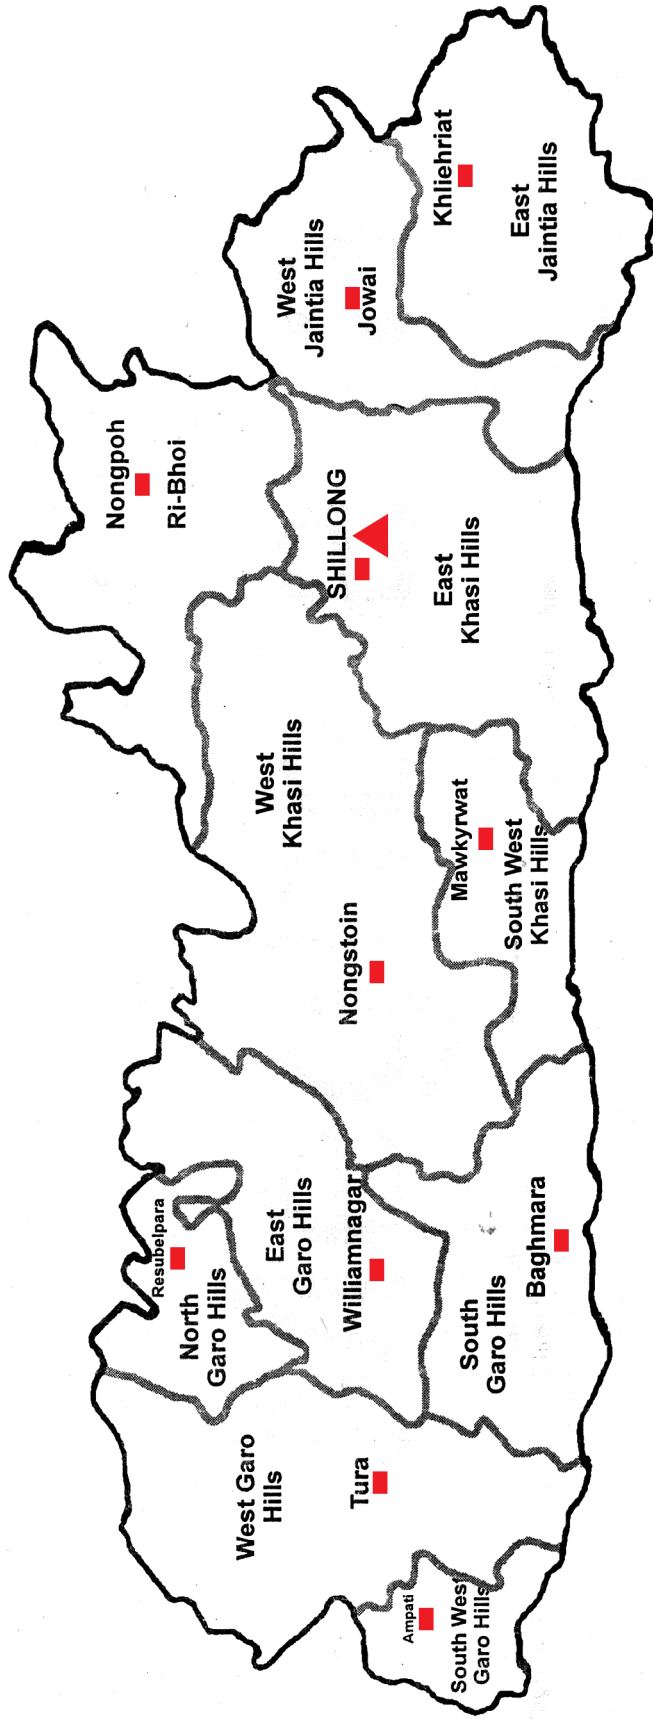 Resubelpara
North
Garo Hills
West Garo
Hills
East
Garo Hills
Williamnagar
Tura
Ampati
South West
Garo Hills
South
Garo Hills
Baghmara
Nongpoh
Ri-Bhoi
West
Khasi Hills
Nongstoin
Mawkyrwat
South West
Khasi Hills
SHILLONG
East
Khasi Hills
West
Jaintia Hills
Jowai
Khliehriat
East
Jaintia Hills